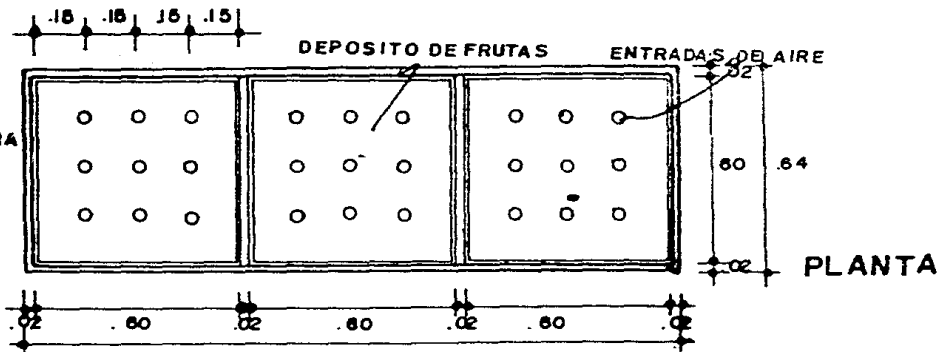 .15 .15 .15 .15
DEPOSITO DE FRUTAS
ENTRADAS DE AIRE
.02
RA
.60 .64
.02
PLANTA
.02 .60 .02 .60 .02 .60 .02